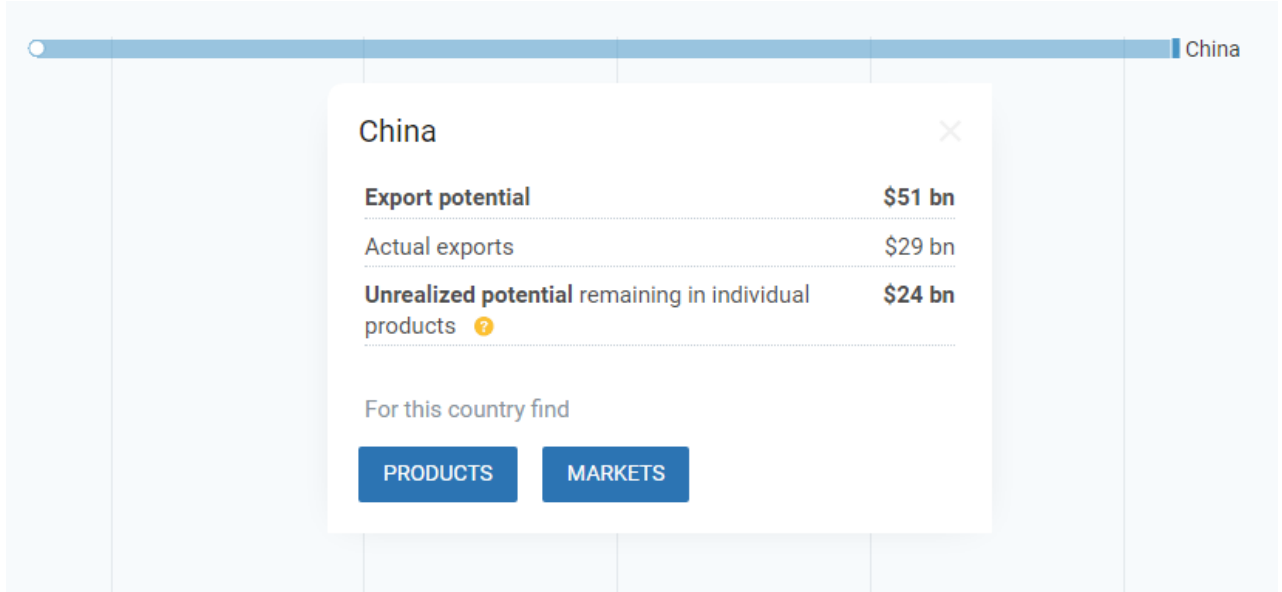 China
China
Export potential $51 bn
Actual exports $29 bn
Unrealized potential remaining in individual $24 bn
products ?
For this country find
PRODUCTS MARKETS